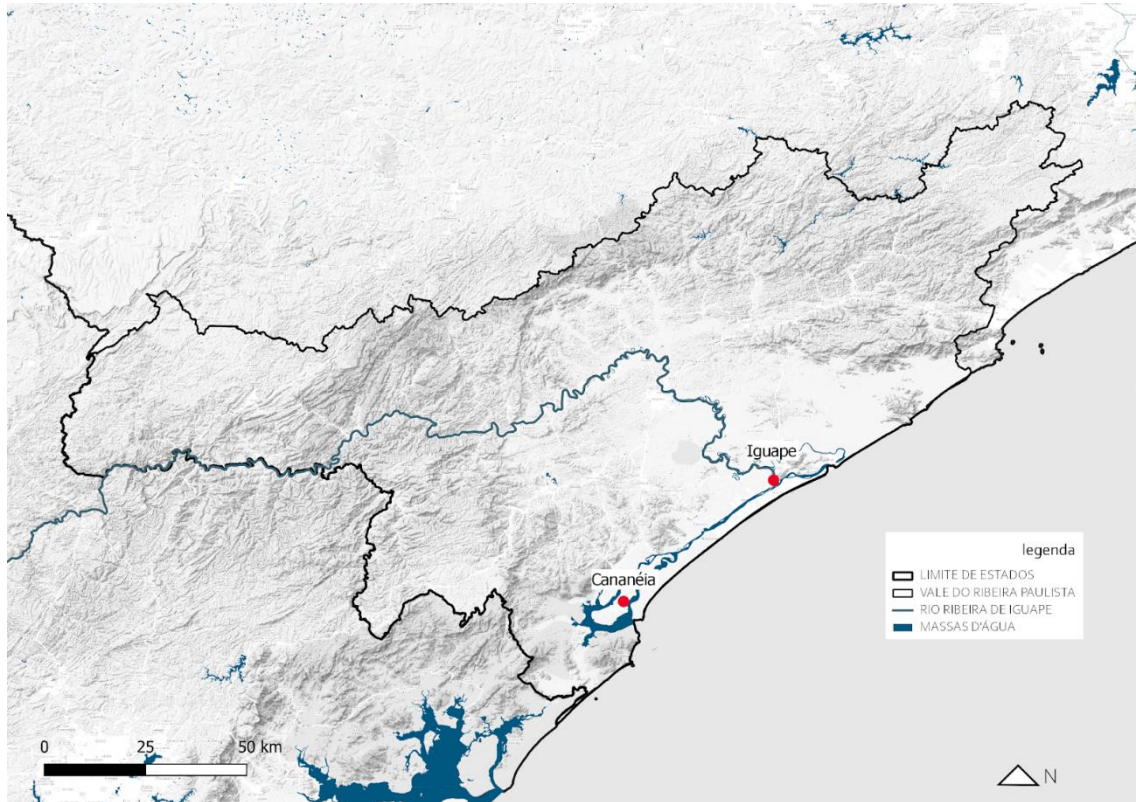 Iguape
Cananéia
legenda
LIMITE DE ESTADOS
VALE DO RIBEIRA PAULISTA
RIO RIBEIRA DE IGUAPE
MASSAS D'ÁGUA
0 25 50 km
N